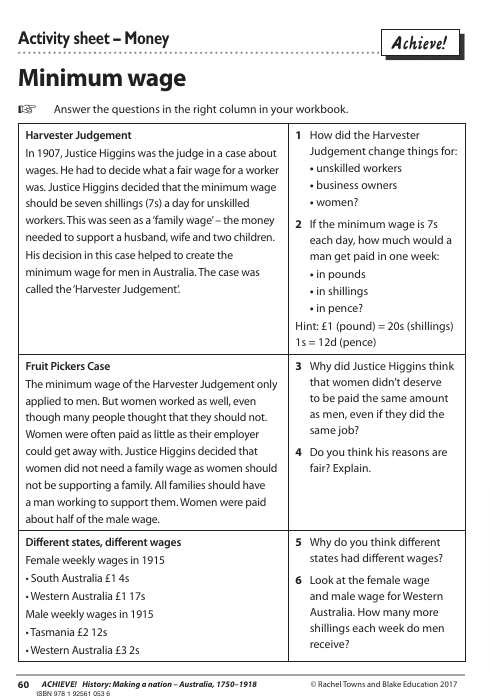 Activity sheet – Money
Achieve!
Minimum wage
☞ Answer the questions in the right column in your workbook.
Harvester Judgement
In 1907, Justice Higgins was the judge in a case about
wages. He had to decide what a fair wage for a worker
was. Justice Higgins decided that the minimum wage
should be seven shillings (7s) a day for unskilled
workers. This was seen as a ‘family wage’ – the money
needed to support a husband, wife and two children.
His decision in this case helped to create the
minimum wage for men in Australia. The case was
called the ‘Harvester Judgement’.
1 How did the Harvester
Judgement change things for:
• unskilled workers
• business owners
• women?
2 If the minimum wage is 7s
each day, how much would a
man get paid in one week:
• in pounds
• in shillings
• in pence?
Hint: £1 (pound) = 20s (shillings)
1s = 12d (pence)
Fruit Pickers Case
The minimum wage of the Harvester Judgement only
applied to men. But women worked as well, even
though many people thought that they should not.
Women were often paid as little as their employer
could get away with. Justice Higgins decided that
women did not need a family wage as women should
not be supporting a family. All families should have
a man working to support them. Women were paid
about half of the male wage.
3 Why did Justice Higgins think
that women didn’t deserve
to be paid the same amount
as men, even if they did the
same job?
4 Do you think his reasons are
fair? Explain.
Different states, different wages
Female weekly wages in 1915
• South Australia £1 4s
• Western Australia £1 17s
Male weekly wages in 1915
• Tasmania £2 12s
• Western Australia £3 2s
5 Why do you think different
states had different wages?
6 Look at the female wage
and male wage for Western
Australia. How many more
shillings each week do men
receive?
60 ACHIEVE! History: Making a nation – Australia, 1750–1918
© Rachel Towns and Blake Education 2017
ISBN 978 1 92561 053 6